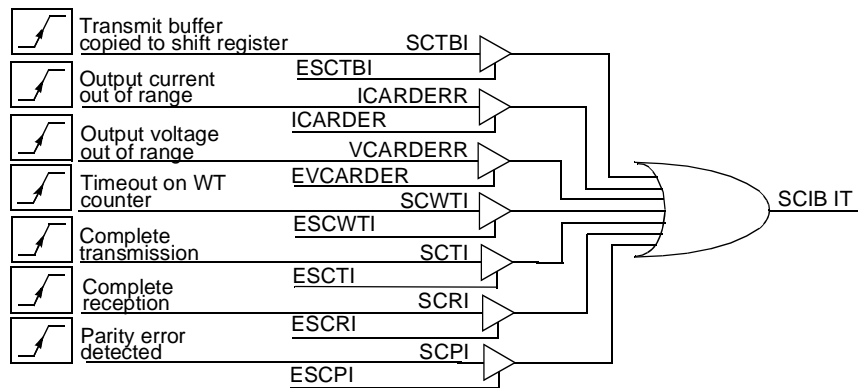 Transmit buffer
copied to shift register
SCTBI
ESCTBI
Output current
out of range
ICARDERR
ICARDER
Output voltage
out of range
VCARDERR
EVCARDER
Timeout on WT
counter
SCWTI
ESCWTI
SCIB IT
Complete
transmission
SCTI
ESCTI
Complete
reception
SCRI
ESCRI
Parity error
detected
SCPI
ESCPI